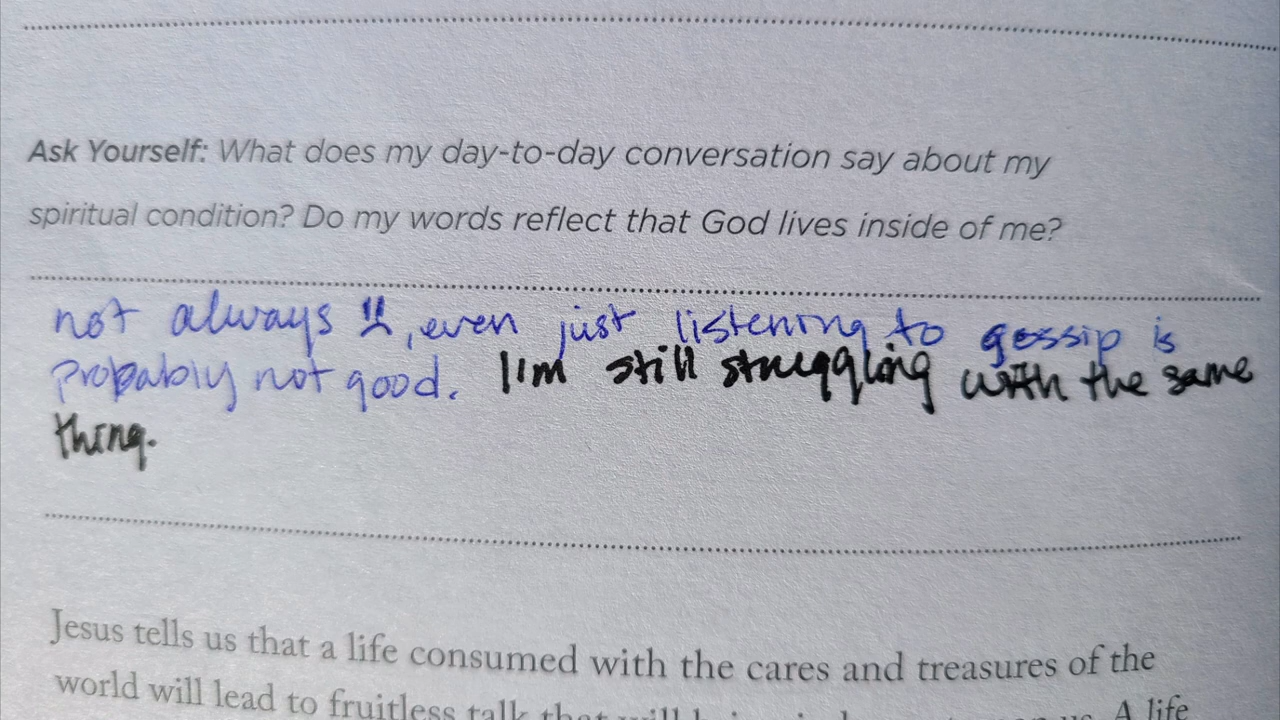 Ask Yourself: What does my day-to-day conversation say about my
spiritual condition? Do my words reflect that God lives inside of me?
not always , even just listening to gossip is
probably not good. I'm still struggling with the same
thing.
Jesus tells us that a life consumed with the cares and treasures of the
world will lead to fruitless talk that will A life